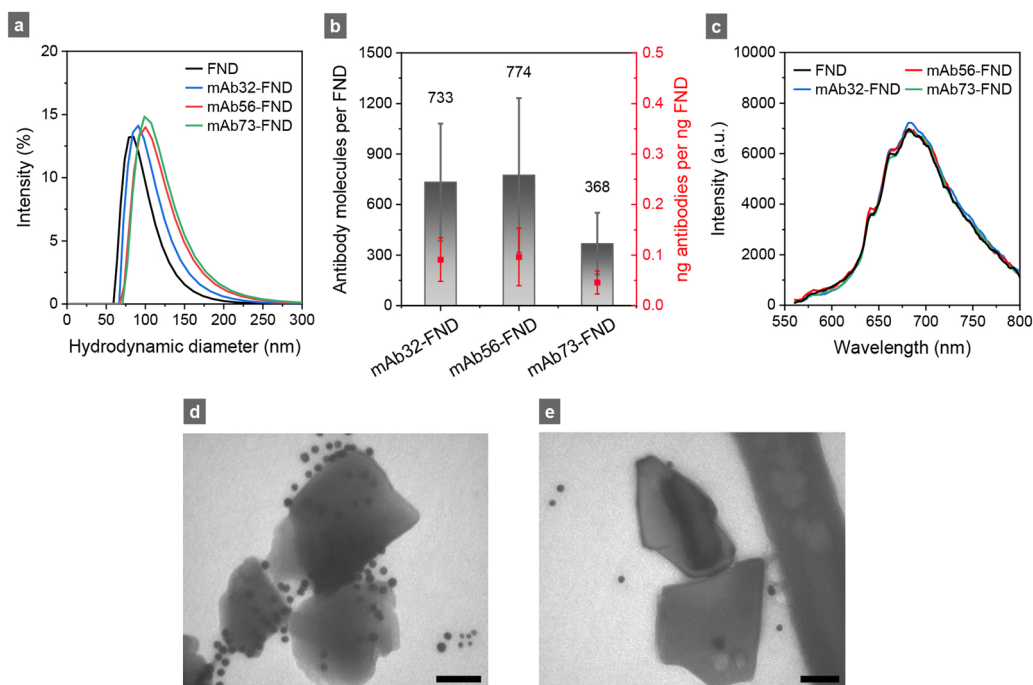 a
20
15
10
5
0
Intensity (%)
FND
mAb32-FND
mAb56-FND
mAb73-FND
0 50 100 150 200 250 300
Hydrodynamic diameter (nm)
b
1500
1200
900
600
300
0
Antibody molecules per FND
733
774
368
0.5
0.4
0.3
0.2
0.1
0.0
ng antibodies per ng FND
mAb32-FND
mAb56-FND
mAb73-FND
c
10000
8000
6000
4000
2000
0
Intensity (a.u.)
FND
mAb32-FND
mAb56-FND
mAb73-FND
550 600 650 700 750 800
Wavelength (nm)
d
e